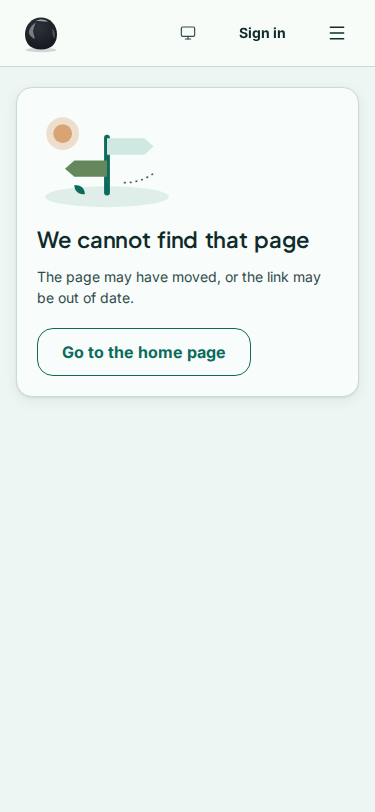 Sign in
We cannot find that page
The page may have moved, or the link may
be out of date.
Go to the home page